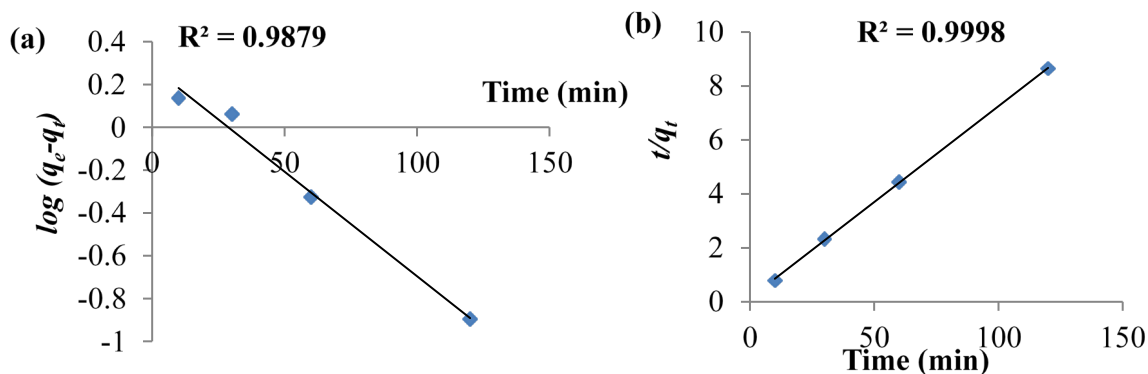 (a)
R² = 0.9879
0.4
0.2
0
-0.2
-0.4
-0.6
-0.8
-1
log (qe-qt)
0
50
100
150
Time (min)
(b)
R² = 0.9998
10
8
6
4
2
0
t/qt
0
50
100
150
Time (min)